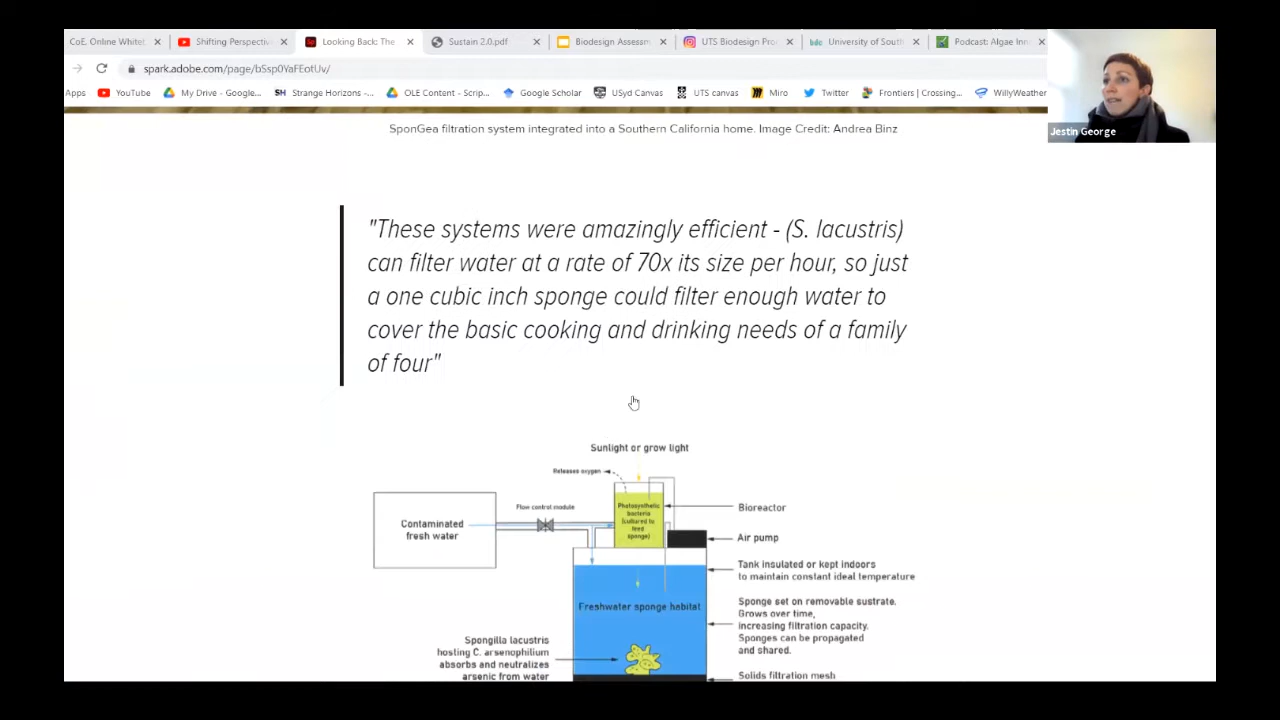 CoE. Online Whiteb
Shifting Perspectiv
Looking Back: The
Sustain 2.0.pdf
Biodesign Assessm
UTS Biodesign Pro
University of South
Podcast: Algae Inn
spark.adobe.com/page/bSsp0YaFEotUv/
Apps
YouTube
My Drive - Google...
Strange Horizons -...
OLE Content - Scrip...
Google Scholar
USyd Canvas
UTS canvas
Miro
Twitter
Frontiers | Crossing...
WillyWeather
Jestin George
SponGea filtration system integrated into a Southern California home. Image Credit: Andrea Binz
"These systems were amazingly efficient - (S. lacustris)
can filter water at a rate of 70x its size per hour, so just
a one cubic inch sponge could filter enough water to
cover the basic cooking and drinking needs of a family
of four"
Sunlight or grow light
Releases oxygen
Contaminated
fresh water
Flow control module
Photosynthetic
bacteria
(cultured to
feed
sponge)
Bioreactor
Air pump
Tank insulated or kept indoors
to maintain constant ideal temperature
Freshwater sponge habitat
Sponge set on removable sustrate.
Grows over time,
increasing filtration capacity.
Sponges can be propagated
and shared.
Spongilla lacustris
hosting C. arsenophilium
absorbs and neutralizes
arsenic from water
Solids filtration mesh